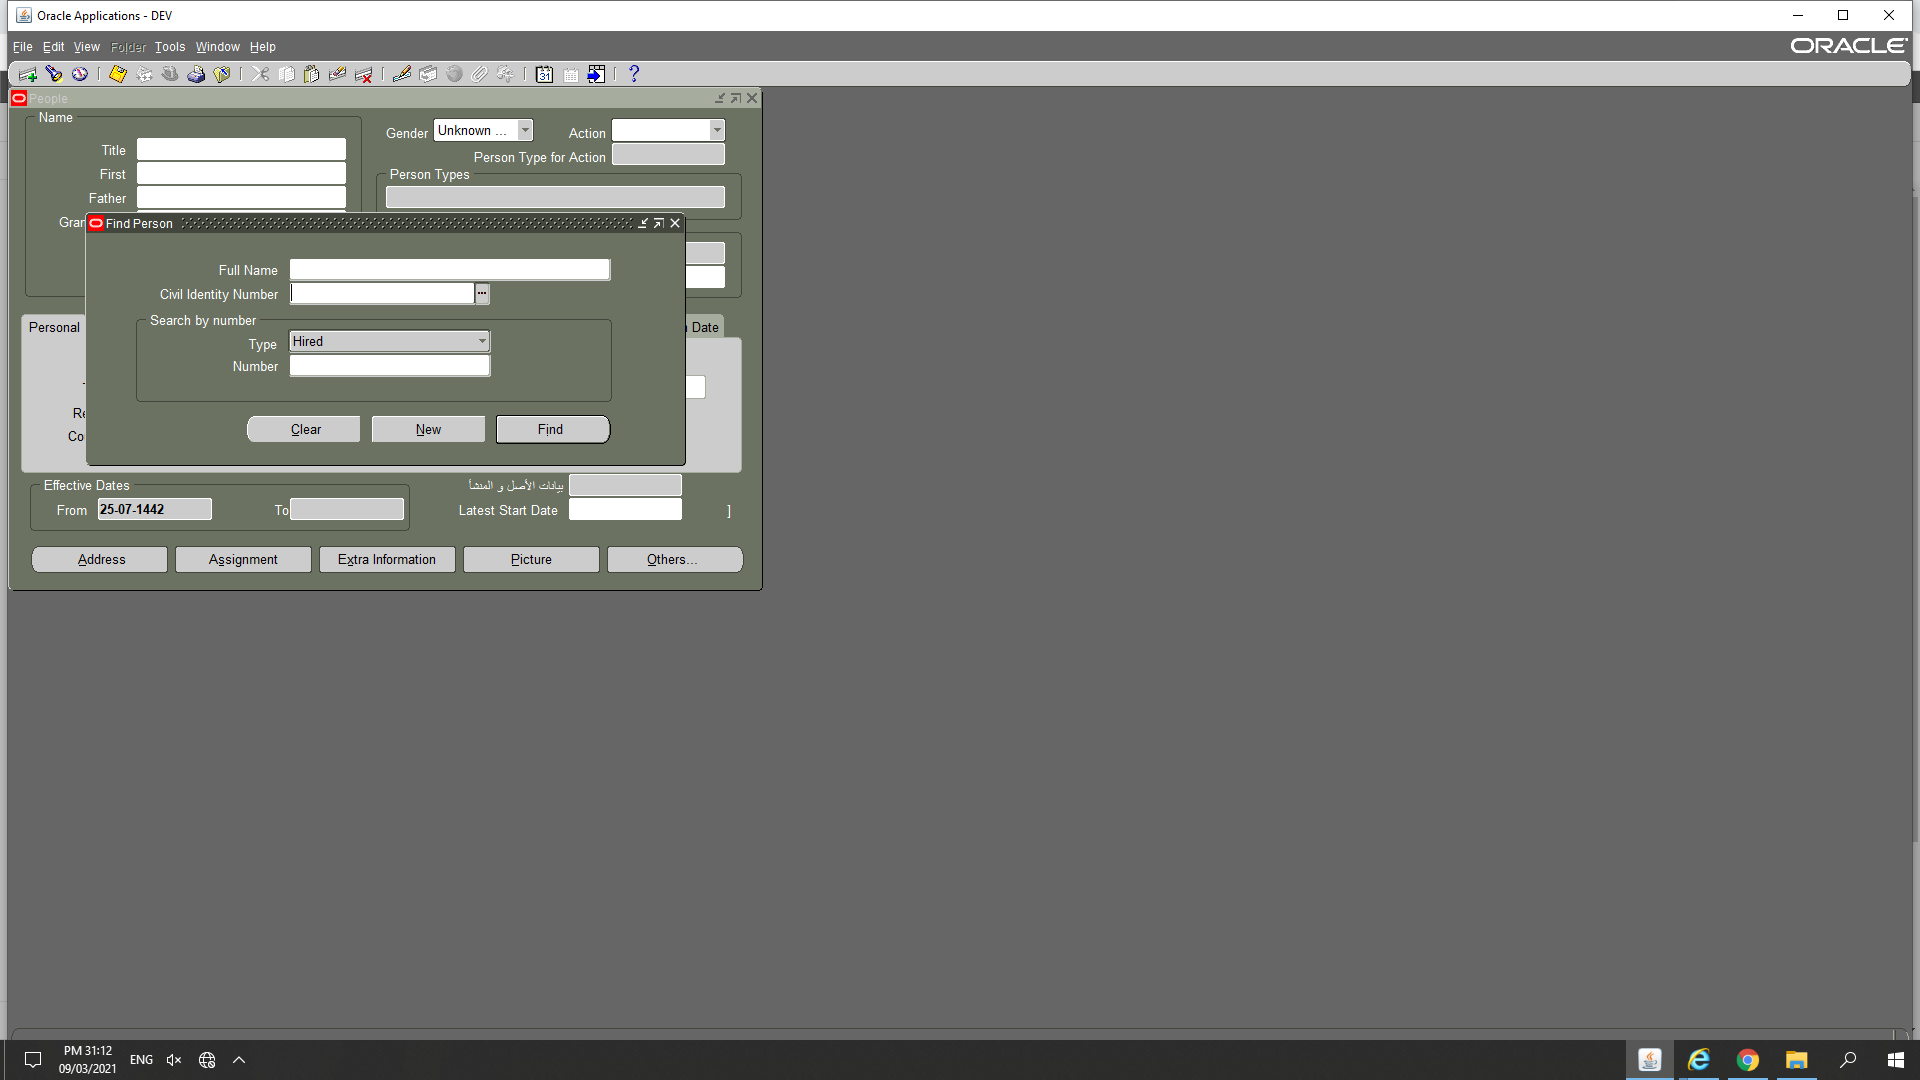 Oracle Applications - DEV
File Edit View Folder Tools Window Help
ORACLE
31
People
Name
Title
First
Father
Gran
Gender Unknown ...
Action
Person Type for Action
Person Types
Find Person
Full Name
Civil Identity Number
Search by number
Type Hired
Number
Clear New Find
Personal
Date
Re
Co
Effective Dates
From 25-07-1442 To
بيانات الأصل و المنشأ
Latest Start Date ]
Address Assignment Extra Information Picture Others...
PM 31:12
09/03/2021
ENG